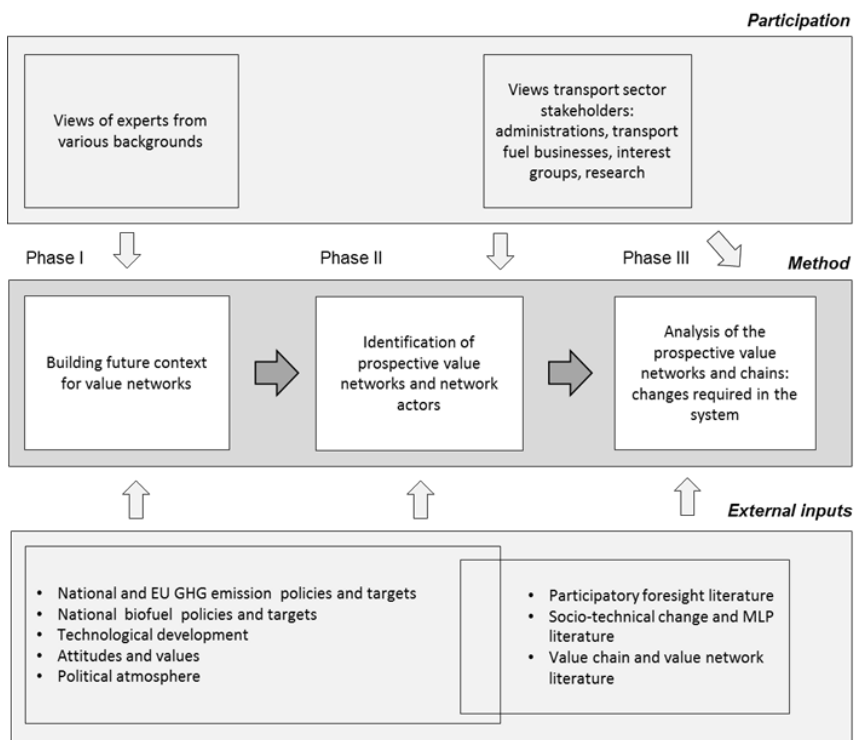 Participation
Views of experts from
various backgrounds
Views transport sector
stakeholders:
administrations, transport
fuel businesses, interest
groups, research
Phase I
Phase II
Phase III
Method
Building future context
for value networks
Identification of
prospective value
networks and network
actors
Analysis of the
prospective value
networks and chains:
changes required in the
system
External inputs
• National and EU GHG emission policies and targets
• National biofuel policies and targets
• Technological development
• Attitudes and values
• Political atmosphere
• Participatory foresight literature
• Socio-technical change and MLP
literature
• Value chain and value network
literature